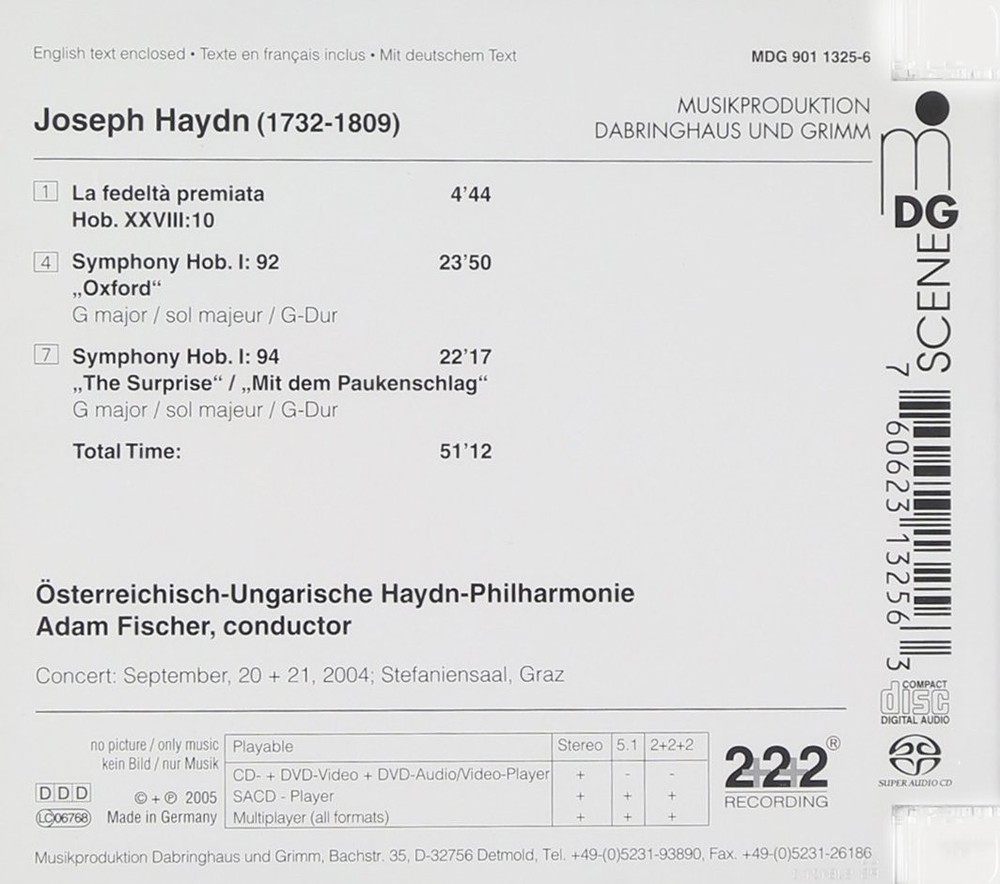 English text enclosed • Texte en français inclus • Mit deutschem Text
MDG 901 1325-6
Joseph Haydn (1732-1809)
MUSIKPRODUKTION
DABRINGHAUS UND GRIMM
mDG
SCENE
1 La fedeltà premiata 4’44
Hob. XXVIII:10
4 Symphony Hob. I: 92 23’50
„Oxford“
G major / sol majeur / G-Dur
7 Symphony Hob. I: 94 22’17
„The Surprise“ / „Mit dem Paukenschlag“
G major / sol majeur / G-Dur
Total Time: 51’12
Österreichisch-Ungarische Haydn-Philharmonie
Adam Fischer, conductor
Concert: September, 20 + 21, 2004; Stefaniensaal, Graz
7 60623 13256 3
COMPACT
disc
DIGITAL AUDIO
SUPER AUDIO CD
no picture / only music
kein Bild / nur Musik
DDD
© + ℗ 2005
LC06768 Made in Germany
Playable Stereo 5.1 2+2+2
CD- + DVD-Video + DVD-Audio/Video-Player + - -
SACD - Player + + +
Multiplayer (all formats) + + +
2+2+2®
RECORDING
Musikproduktion Dabringhaus und Grimm, Bachstr. 35, D-32756 Detmold, Tel. +49-(0)5231-93890, Fax. +49-(0)5231-26186